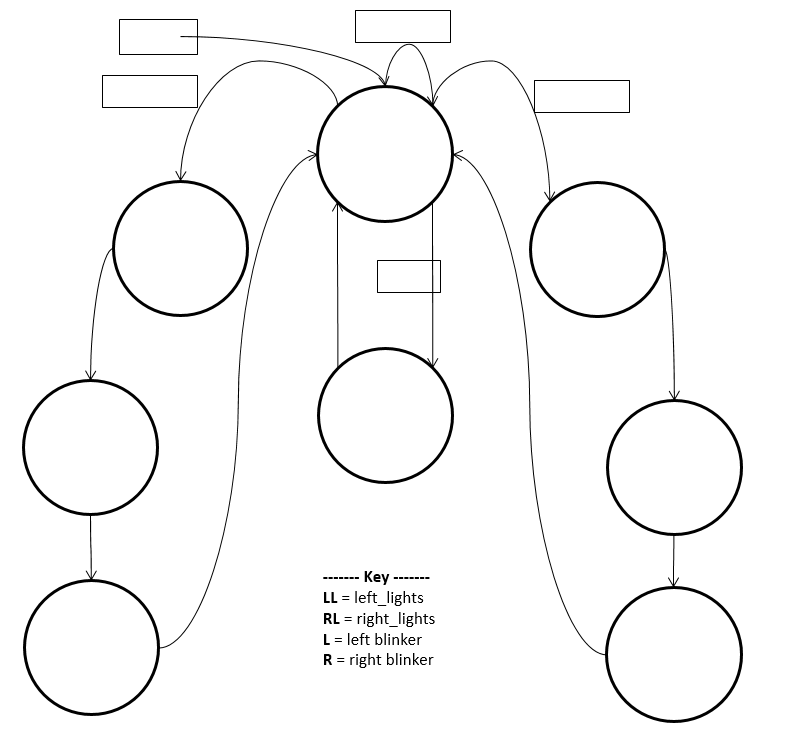 ------- Key -------
LL = left_lights
RL = right_lights
L = left blinker
R = right blinker